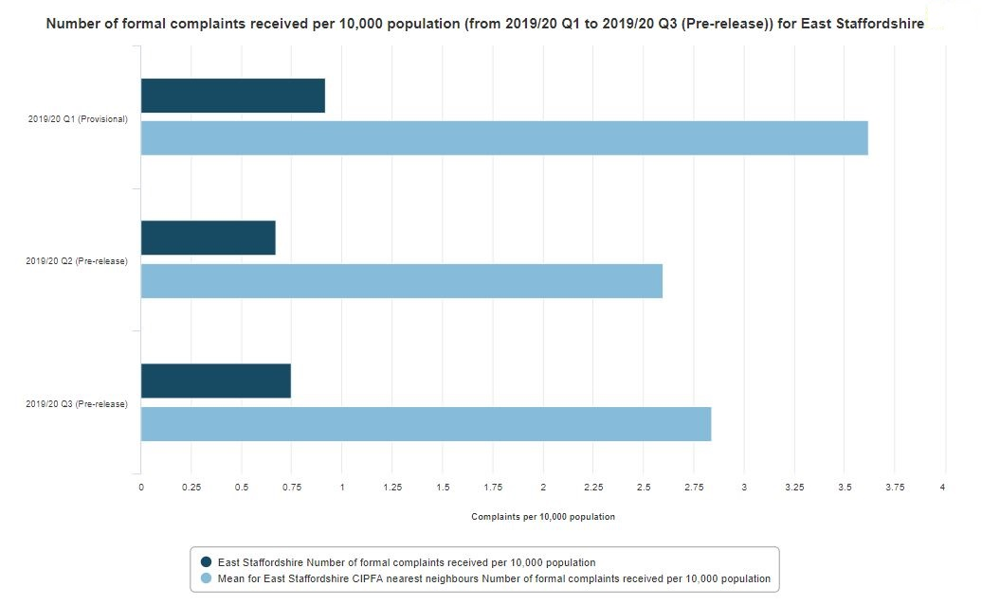 Number of formal complaints received per 10,000 population (from 2019/20 Q1 to 2019/20 Q3 (Pre-release)) for East Staffordshire
2019/20 Q1 (Provisional)
2019/20 Q2 (Pre-release)
2019/20 Q3 (Pre-release)
0 0.25 0.5 0.75 1 1.25 1.5 1.75 2 2.25 2.5 2.75 3 3.25 3.5 3.75 4
Complaints per 10,000 population
East Staffordshire Number of formal complaints received per 10,000 population
Mean for East Staffordshire CIPFA nearest neighbours Number of formal complaints received per 10,000 population